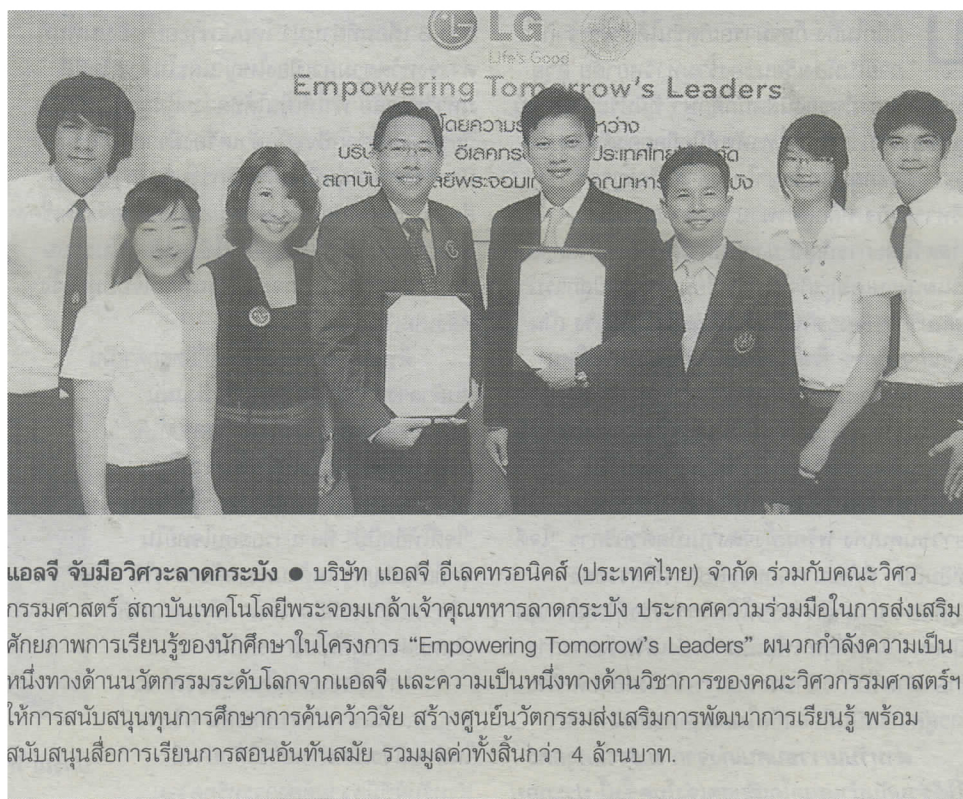 LG
Life's Good
Empowering Tomorrow's Leaders
แอลจี จับมือวิศวะลาดกระบัง ● บริษัท แอลจี อีเลคทรอนิคส์ (ประเทศไทย) จำกัด ร่วมกับคณะวิศว
กรรมศาสตร์ สถาบันเทคโนโลยีพระจอมเกล้าเจ้าคุณทหารลาดกระบัง ประกาศความร่วมมือในการส่งเสริม
ศักยภาพการเรียนรู้ของนักศึกษาในโครงการ “Empowering Tomorrow’s Leaders” ผนวกกำลังความเป็น
หนึ่งทางด้านนวัตกรรมระดับโลกจากแอลจี และความเป็นหนึ่งทางด้านวิชาการของคณะวิศวกรรมศาสตร์ฯ
ให้การสนับสนุนทุนการศึกษาการค้นคว้าวิจัย สร้างศูนย์นวัตกรรมส่งเสริมการพัฒนาการเรียนรู้ พร้อม
สนับสนุนสื่อการเรียนการสอนอันทันสมัย รวมมูลค่าทั้งสิ้นกว่า 4 ล้านบาท.